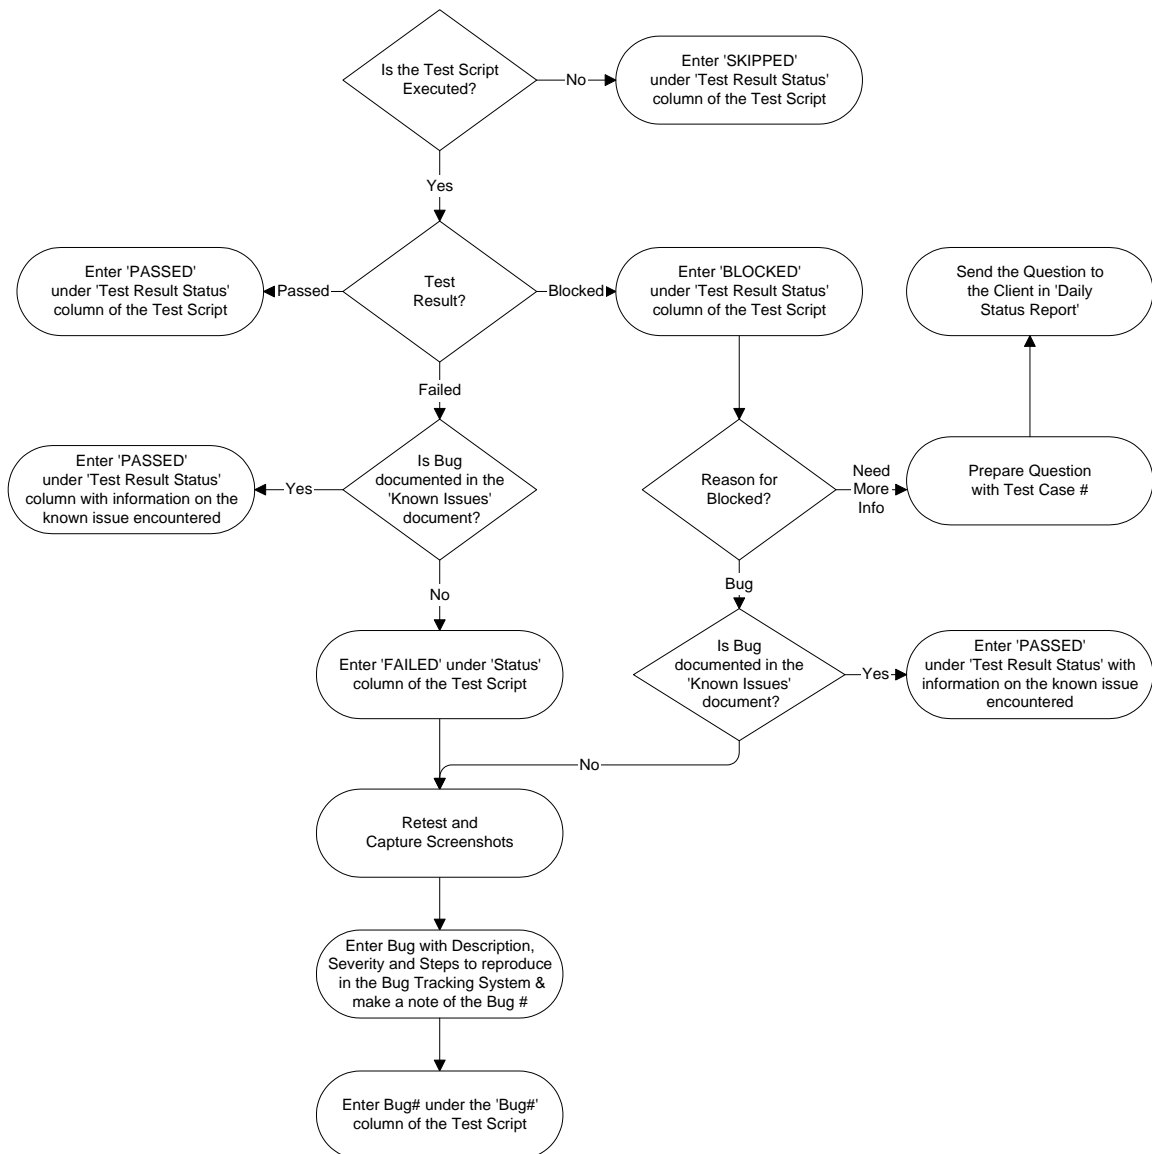 Is the Test Script
Executed?
No
Enter 'SKIPPED'
under 'Test Result Status'
column of the Test Script
Yes
Enter 'PASSED'
under 'Test Result Status'
column of the Test Script
Passed
Test
Result?
Blocked
Enter 'BLOCKED'
under 'Test Result Status'
column of the Test Script
Send the Question to
the Client in 'Daily
Status Report'
Failed
Enter 'PASSED'
under 'Test Result Status'
column with information on the
known issue encountered
Yes
Is Bug
documented in the
'Known Issues'
document?
Reason for
Blocked?
Need
More
Info
Prepare Question
with Test Case #
No
Bug
Enter 'FAILED' under 'Status'
column of the Test Script
Is Bug
documented in the
'Known Issues'
document?
Yes
Enter 'PASSED'
under 'Test Result Status' with
information on the known issue
encountered
No
Retest and
Capture Screenshots
Enter Bug with Description,
Severity and Steps to reproduce
in the Bug Tracking System &
make a note of the Bug #
Enter Bug# under the 'Bug#'
column of the Test Script